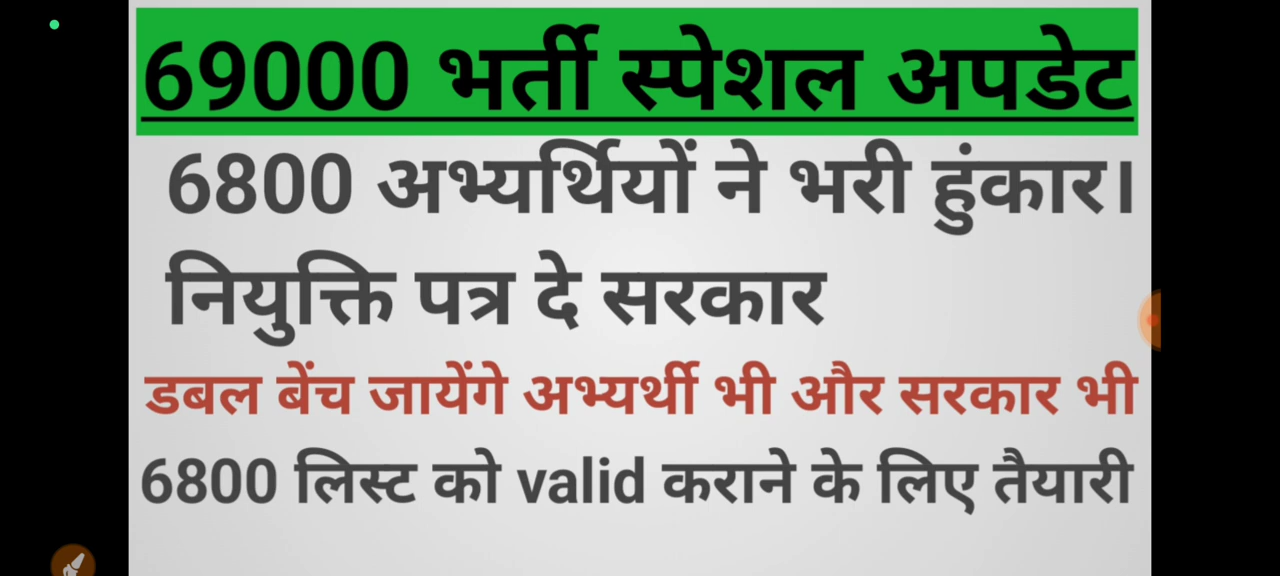 69000 भर्ती स्पेशल अपडेट
6800 अभ्यर्थियों ने भरी हुंकार।
नियुक्ति पत्र दे सरकार
डबल बेंच जायेंगे अभ्यर्थी भी और सरकार भी
6800 लिस्ट को valid कराने के लिए तैयारी